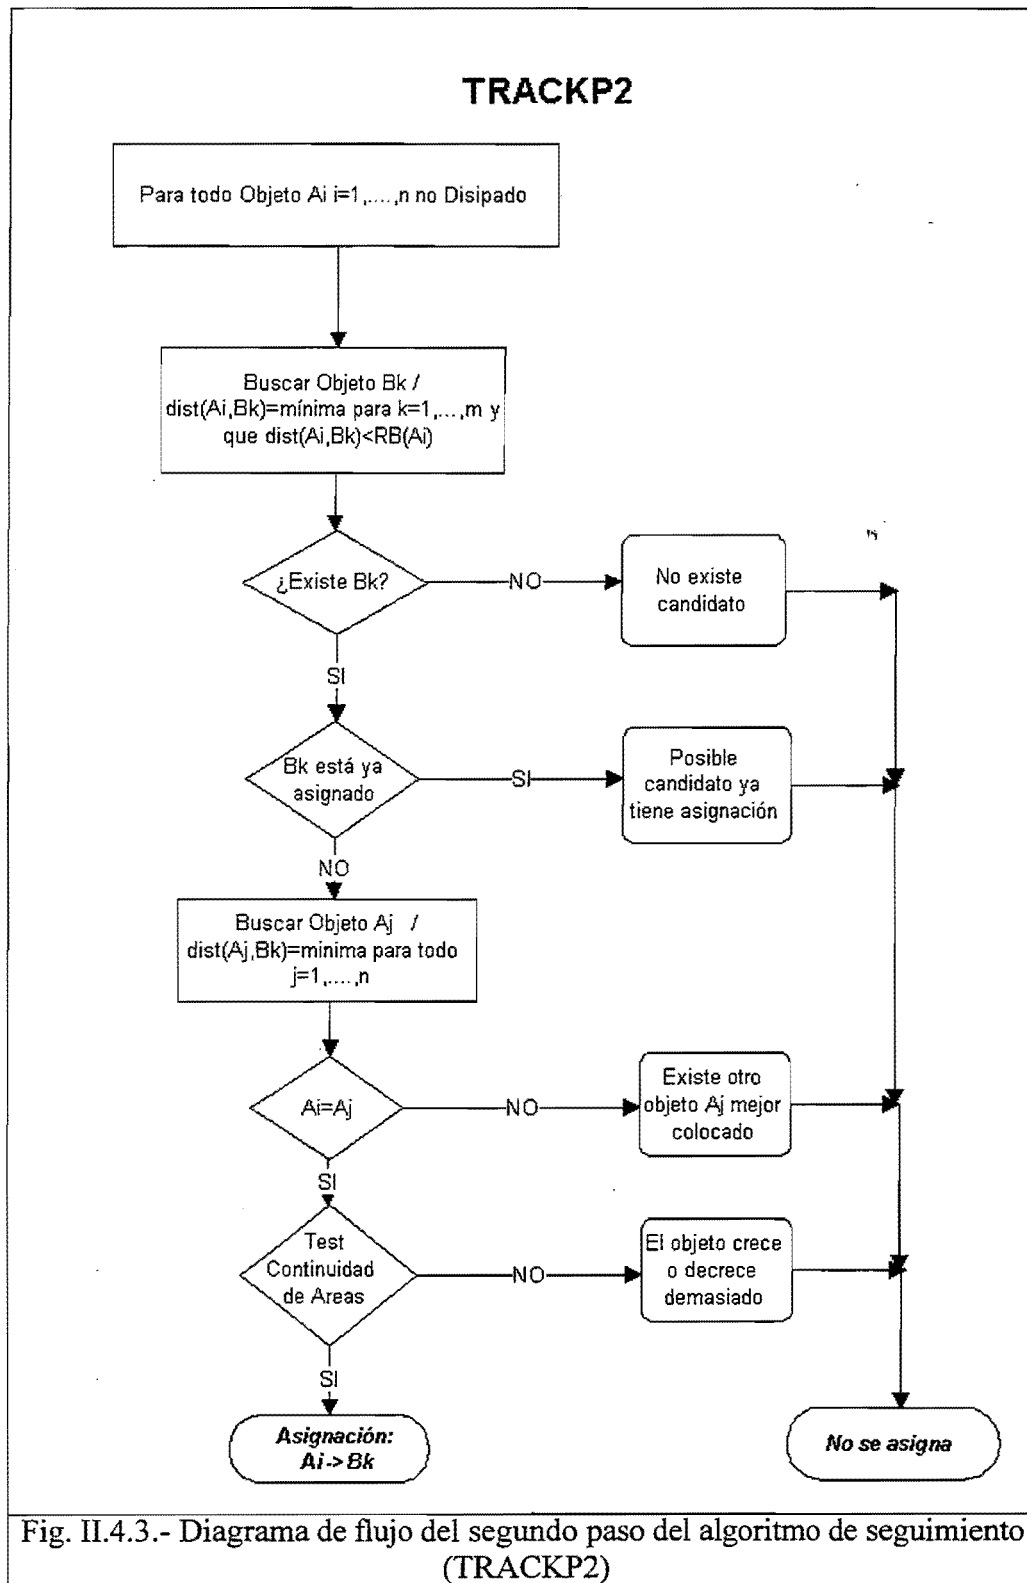 TRACKP2
Para todo Objeto Ai i=1,....,n no Disipado
Buscar Objeto Bk /
dist(Ai,Bk)=mínima para k=1,...,m y
que dist(Ai,Bk)<RB(Ai)
¿Existe Bk?
NO
No existe
candidato
SI
Bk está ya
asignado
SI
Posible
candidato ya
tiene asignación
NO
Buscar Objeto Aj /
dist(Aj,Bk)=minima para todo
j=1,....,n
Ai=Aj
NO
Existe otro
objeto Aj mejor
colocado
SI
Test
Continuidad
de Areas
NO
El objeto crece
o decrece
demasiado
SI
Asignación:
Ai->Bk
No se asigna
Fig. II.4.3.- Diagrama de flujo del segundo paso del algoritmo de seguimiento
(TRACKP2)